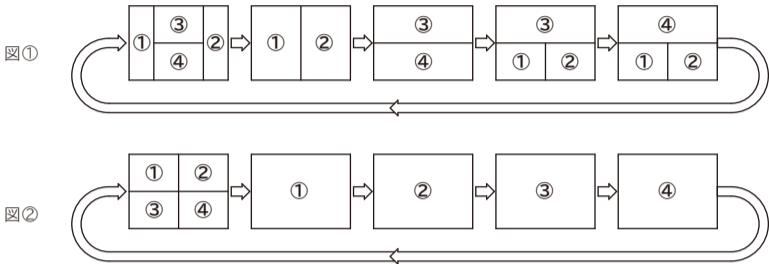 図①
① ③ ④ ② ① ② ③ ④ ③ ① ② ④ ① ②
図②
① ② ③ ④ ① ② ③ ④